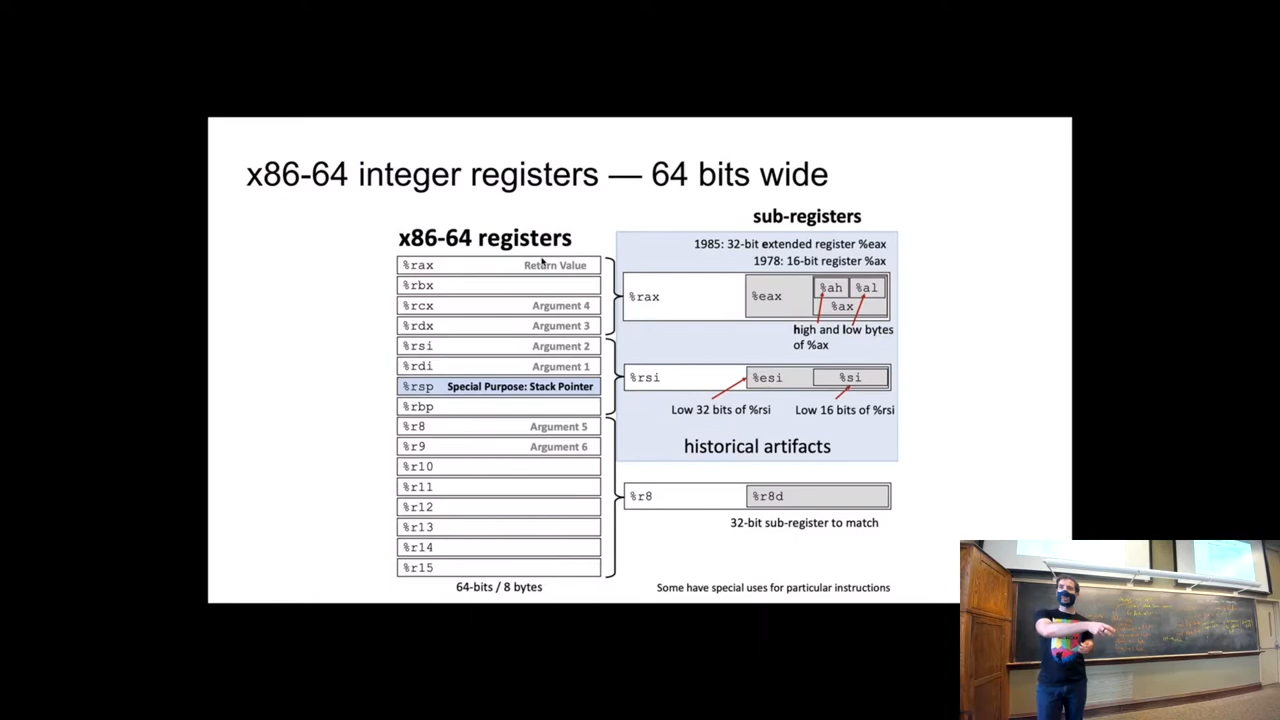 x86-64 integer registers — 64 bits wide
x86-64 registers
%rax Return Value
%rbx
%rcx Argument 4
%rdx Argument 3
%rsi Argument 2
%rdi Argument 1
%rsp Special Purpose: Stack Pointer
%rbp
%r8 Argument 5
%r9 Argument 6
%r10
%r11
%r12
%r13
%r14
%r15
64-bits / 8 bytes
sub-registers
1985: 32-bit extended register %eax
1978: 16-bit register %ax
%rax %eax %ah %al
%ax
high and low bytes
of %ax
%rsi %esi %si
Low 32 bits of %rsi Low 16 bits of %rsi
historical artifacts
%r8 %r8d
32-bit sub-register to match
Some have special uses for particular instructions